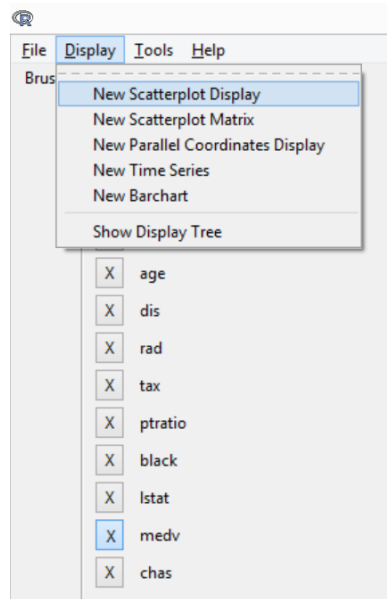 R
File Display Tools Help
Brus
New Scatterplot Display
New Scatterplot Matrix
New Parallel Coordinates Display
New Time Series
New Barchart
Show Display Tree
X age
X dis
X rad
X tax
X ptratio
X black
X lstat
X medv
X chas